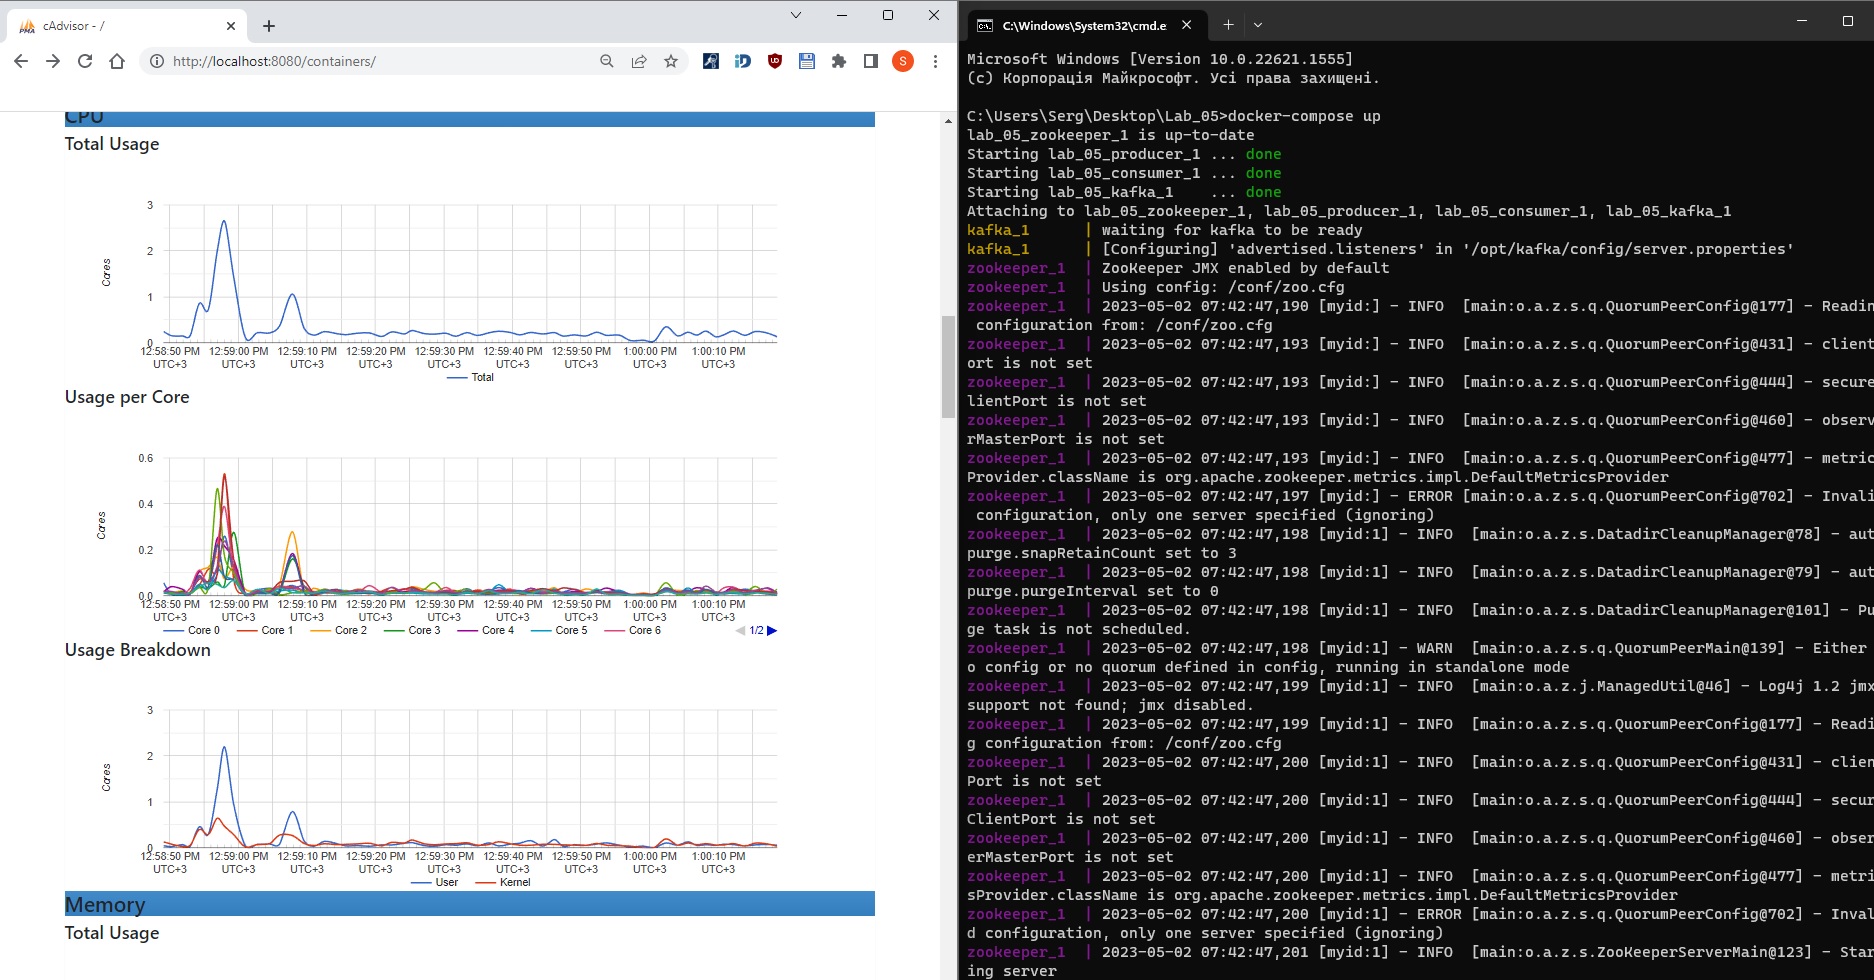 cAdvisor - /
http://localhost:8080/containers/
S
CPU
Total Usage
3
2
1
0
Cores
12:58:50 PM 12:59:00 PM 12:59:10 PM 12:59:20 PM 12:59:30 PM 12:59:40 PM 12:59:50 PM 1:00:00 PM 1:00:10 PM
UTC+3 UTC+3 UTC+3 UTC+3 UTC+3 UTC+3 UTC+3 UTC+3 UTC+3
Total
Usage per Core
0.6
0.4
0.2
0.0
Cores
12:58:50 PM 12:59:00 PM 12:59:10 PM 12:59:20 PM 12:59:30 PM 12:59:40 PM 12:59:50 PM 1:00:00 PM 1:00:10 PM
UTC+3 UTC+3 UTC+3 UTC+3 UTC+3 UTC+3 UTC+3 UTC+3 UTC+3
Core 0 Core 1 Core 2 Core 3 Core 4 Core 5 Core 6 1/2
Usage Breakdown
3
2
1
0
Cores
12:58:50 PM 12:59:00 PM 12:59:10 PM 12:59:20 PM 12:59:30 PM 12:59:40 PM 12:59:50 PM 1:00:00 PM 1:00:10 PM
UTC+3 UTC+3 UTC+3 UTC+3 UTC+3 UTC+3 UTC+3 UTC+3 UTC+3
User Kernel
Memory
Total Usage
C:\Windows\System32\cmd.e
Microsoft Windows [Version 10.0.22621.1555]
(c) Корпорація Майкрософт. Усі права захищені.
C:\Users\Serg\Desktop\Lab_05>docker-compose up
lab_05_zookeeper_1 is up-to-date
Starting lab_05_producer_1 ... done
Starting lab_05_consumer_1 ... done
Starting lab_05_kafka_1    ... done
Attaching to lab_05_zookeeper_1, lab_05_producer_1, lab_05_consumer_1, lab_05_kafka_1
kafka_1      | waiting for kafka to be ready
kafka_1      | [Configuring] 'advertised.listeners' in '/opt/kafka/config/server.properties'
zookeeper_1  | ZooKeeper JMX enabled by default
zookeeper_1  | Using config: /conf/zoo.cfg
zookeeper_1  | 2023-05-02 07:42:47,190 [myid:] - INFO  [main:o.a.z.s.q.QuorumPeerConfig@177] - Readin
 configuration from: /conf/zoo.cfg
zookeeper_1  | 2023-05-02 07:42:47,193 [myid:] - INFO  [main:o.a.z.s.q.QuorumPeerConfig@431] - client
ort is not set
zookeeper_1  | 2023-05-02 07:42:47,193 [myid:] - INFO  [main:o.a.z.s.q.QuorumPeerConfig@444] - secure
lientPort is not set
zookeeper_1  | 2023-05-02 07:42:47,193 [myid:] - INFO  [main:o.a.z.s.q.QuorumPeerConfig@460] - observ
rMasterPort is not set
zookeeper_1  | 2023-05-02 07:42:47,193 [myid:] - INFO  [main:o.a.z.s.q.QuorumPeerConfig@477] - metric
Provider.className is org.apache.zookeeper.metrics.impl.DefaultMetricsProvider
zookeeper_1  | 2023-05-02 07:42:47,197 [myid:] - ERROR [main:o.a.z.s.q.QuorumPeerConfig@702] - Invali
 configuration, only one server specified (ignoring)
zookeeper_1  | 2023-05-02 07:42:47,198 [myid:1] - INFO  [main:o.a.z.s.DatadirCleanupManager@78] - aut
purge.snapRetainCount set to 3
zookeeper_1  | 2023-05-02 07:42:47,198 [myid:1] - INFO  [main:o.a.z.s.DatadirCleanupManager@79] - aut
purge.purgeInterval set to 0
zookeeper_1  | 2023-05-02 07:42:47,198 [myid:1] - INFO  [main:o.a.z.s.DatadirCleanupManager@101] - Pu
ge task is not scheduled.
zookeeper_1  | 2023-05-02 07:42:47,198 [myid:1] - WARN  [main:o.a.z.s.q.QuorumPeerMain@139] - Either
o config or no quorum defined in config, running in standalone mode
zookeeper_1  | 2023-05-02 07:42:47,199 [myid:1] - INFO  [main:o.a.z.j.ManagedUtil@46] - Log4j 1.2 jmx
support not found; jmx disabled.
zookeeper_1  | 2023-05-02 07:42:47,199 [myid:1] - INFO  [main:o.a.z.s.q.QuorumPeerConfig@177] - Readi
g configuration from: /conf/zoo.cfg
zookeeper_1  | 2023-05-02 07:42:47,200 [myid:1] - INFO  [main:o.a.z.s.q.QuorumPeerConfig@431] - clien
Port is not set
zookeeper_1  | 2023-05-02 07:42:47,200 [myid:1] - INFO  [main:o.a.z.s.q.QuorumPeerConfig@444] - secur
ClientPort is not set
zookeeper_1  | 2023-05-02 07:42:47,200 [myid:1] - INFO  [main:o.a.z.s.q.QuorumPeerConfig@460] - obser
erMasterPort is not set
zookeeper_1  | 2023-05-02 07:42:47,200 [myid:1] - INFO  [main:o.a.z.s.q.QuorumPeerConfig@477] - metri
sProvider.className is org.apache.zookeeper.metrics.impl.DefaultMetricsProvider
zookeeper_1  | 2023-05-02 07:42:47,200 [myid:1] - ERROR [main:o.a.z.s.q.QuorumPeerConfig@702] - Inval
d configuration, only one server specified (ignoring)
zookeeper_1  | 2023-05-02 07:42:47,201 [myid:1] - INFO  [main:o.a.z.s.ZooKeeperServerMain@123] - Star
ing server